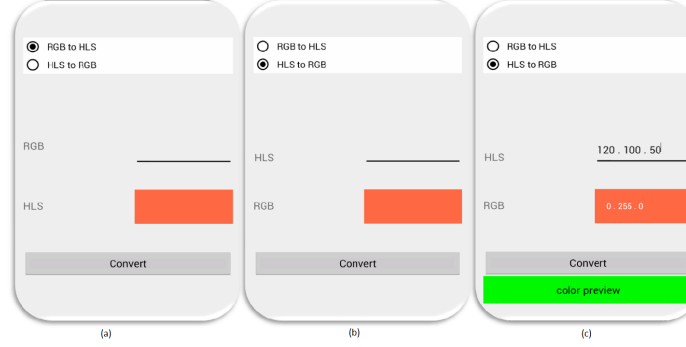 RGB to HLS
HLS to RGB
RGB
HLS
Convert
(a)
RGB to HLS
HLS to RGB
HLS
RGB
Convert
(b)
RGB to HLS
HLS to RGB
HLS
120 . 100 . 50
RGB
0 . 255 . 0
Convert
color preview
(c)